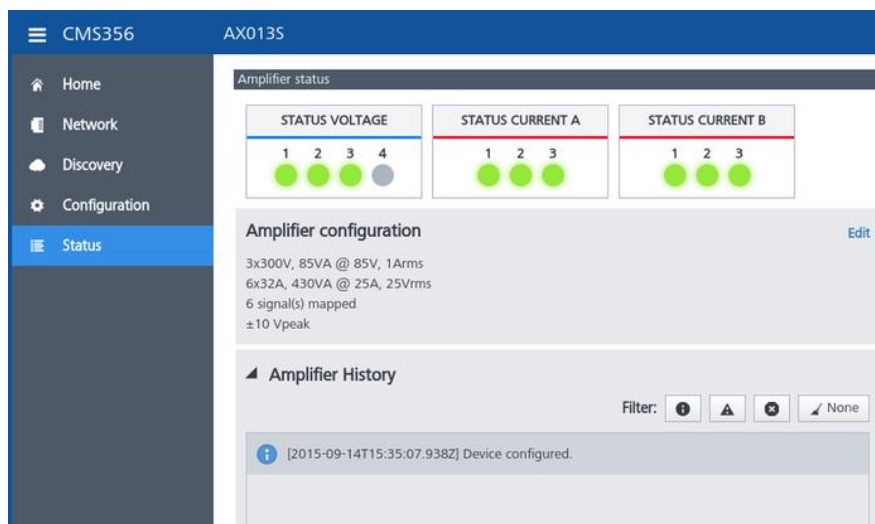 CMS356
AX013S
Home
Network
Discovery
Configuration
Status
Amplifier status
STATUS VOLTAGE
1 2 3 4
STATUS CURRENT A
1 2 3
STATUS CURRENT B
1 2 3
Amplifier configuration
Edit
3x300V, 85VA @ 85V, 1Arms
6x32A, 430VA @ 25A, 25Vrms
6 signal(s) mapped
±10 Vpeak
Amplifier History
Filter:
None
[2015-09-14T15:35:07.938Z] Device configured.